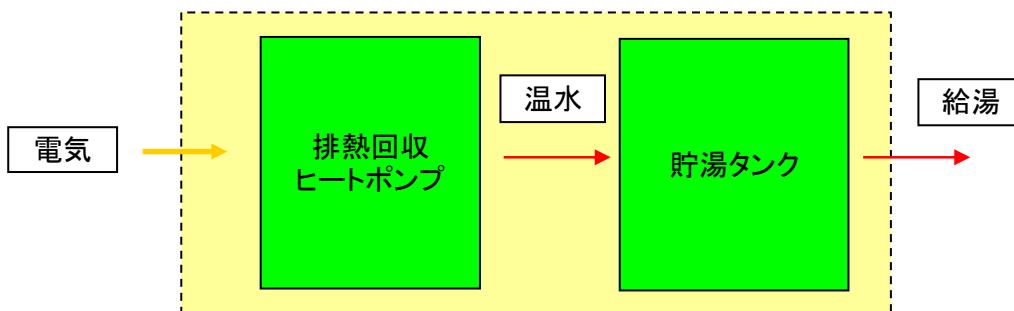 電気
排熱回収
ヒートポンプ
温水
貯湯タンク
給湯